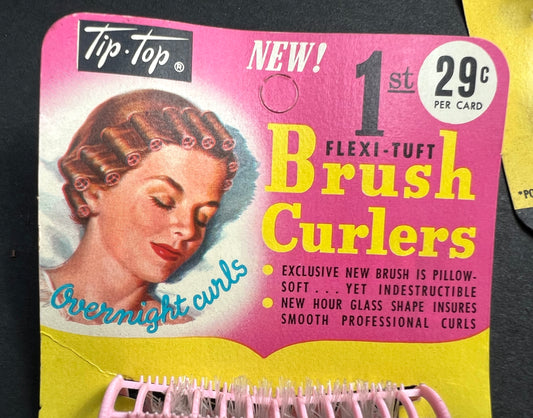 Tip·Top®
NEW!
1st
29c
PER CARD
FLEXI-TUFT
Brush
Curlers
• EXCLUSIVE NEW BRUSH IS PILLOW-
SOFT... YET INDESTRUCTIBLE
• NEW HOUR GLASS SHAPE INSURES
SMOOTH PROFESSIONAL CURLS
Overnight curls